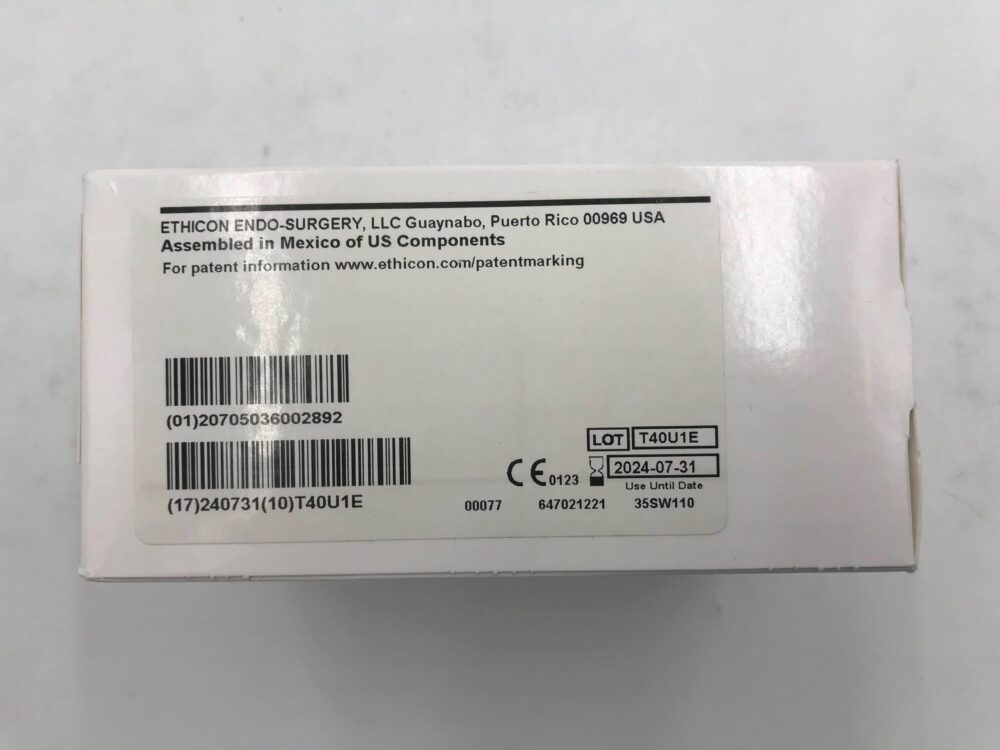 ETHICON ENDO-SURGERY, LLC Guaynabo, Puerto Rico 00969 USA
Assembled in Mexico of US Components
For patent information www.ethicon.com/patentmarking
(01)20705036002892
LOT T40U1E
CE 0123 2024-07-31
Use Until Date
(17)240731(10)T40U1E 00077 647021221 35SW110